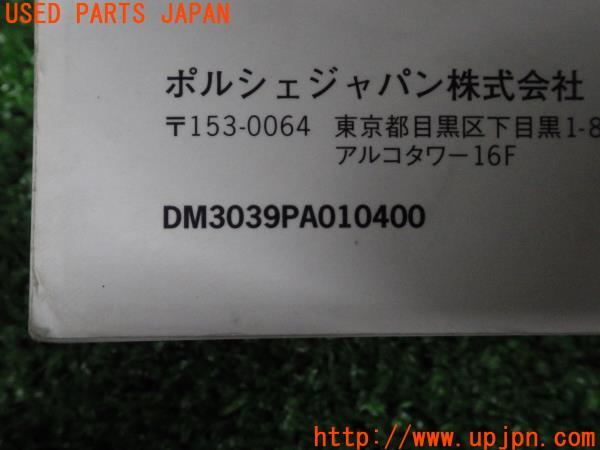 USED PARTS JAPAN
ポルシェジャパン株式会社
〒153-0064 東京都目黒区下目黒1-8
アルコタワー16F
DM3039PA010400
http://www.upjpn.com